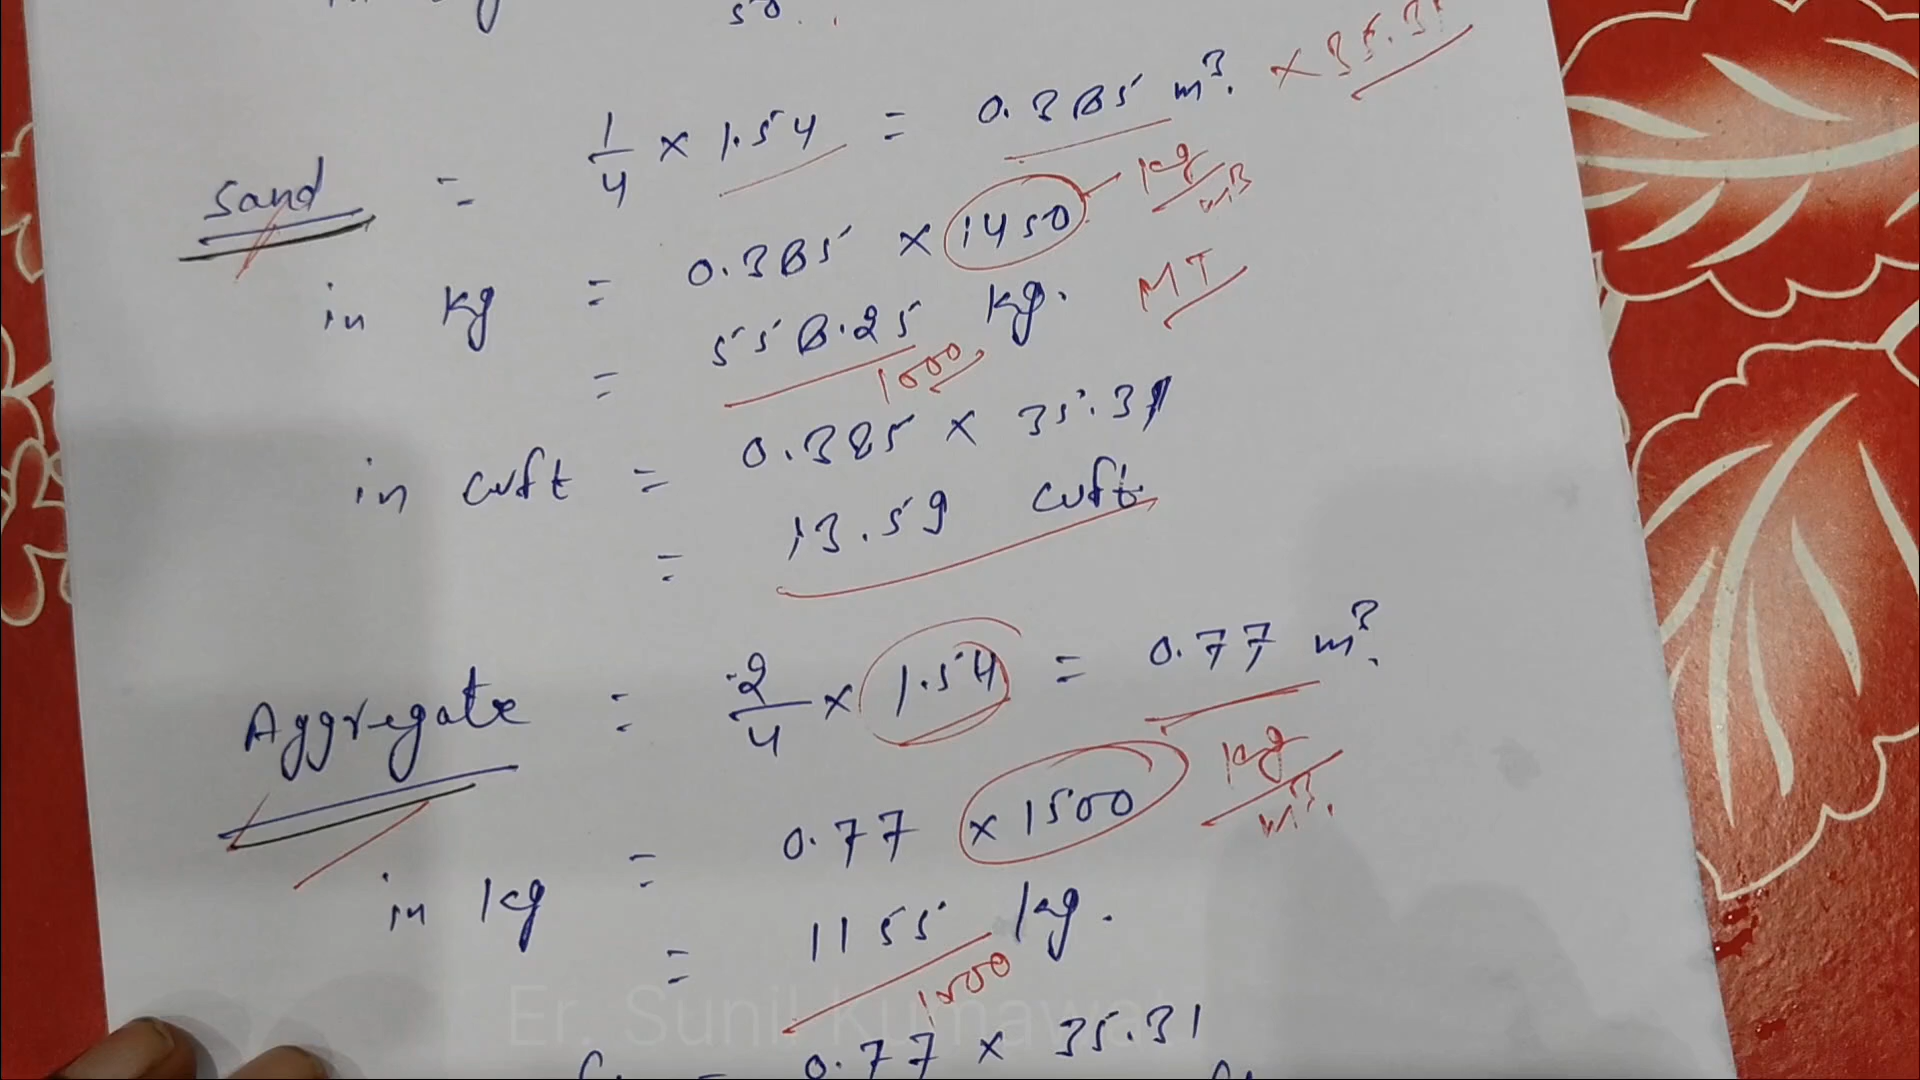 50
Sand = 1/4 × 1.54 = 0.385 m³. × 35.31
in kg = 0.385 × 1450 kg/m³
= 558.25 kg. MT
1000
in cuft = 0.385 × 35.31
= 13.59 cuft
Aggregate = 2/4 × 1.54 = 0.77 m³.
in kg = 0.77 × 1500 kg/m³.
= 1155 kg.
1000
Er. Sunil Kumawat
= 0.77 × 35.31